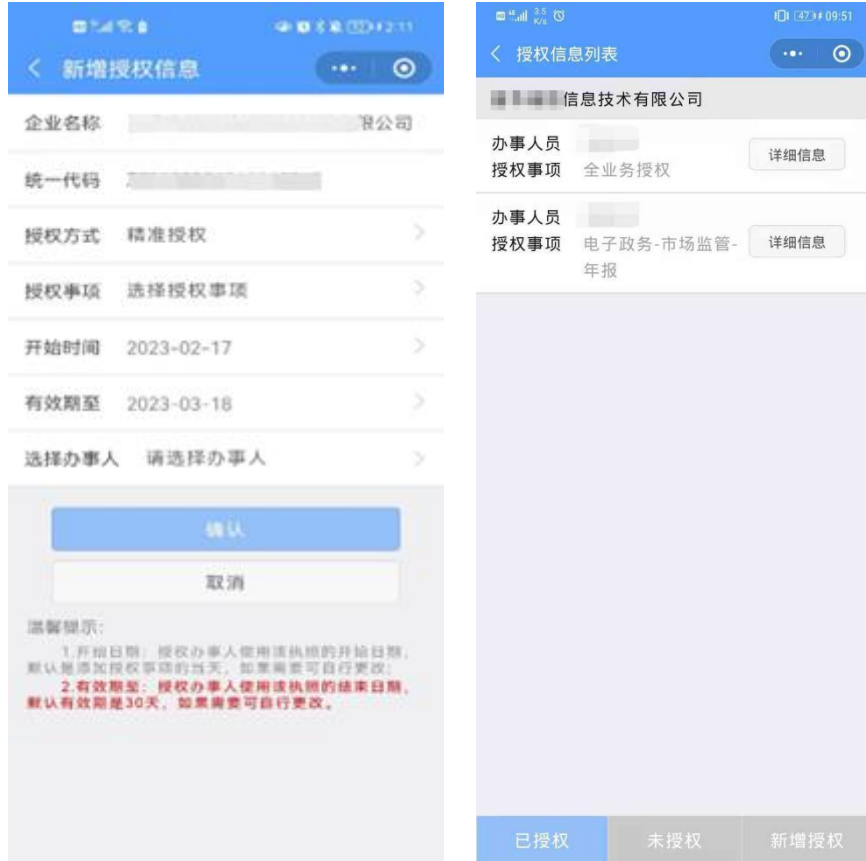 2:11
新增授权信息
企业名称 限公司
统一代码
授权方式 精准授权
授权事项 选择授权事项
开始时间 2023-02-17
有效期至 2023-03-18
选择办事人 请选择办事人
确认
取消
温馨提示:
1.开始日期：授权办事人使用该执照的开始日期，
默认是添加授权事项的当天，如果需要可自行更改；
2.有效期至：授权办事人使用该执照的结束日期，
默认有效期是30天，如果需要可自行更改。
3.5 K/s 47 09:51
授权信息列表
信息技术有限公司
办事人员
授权事项 全业务授权
详细信息
办事人员
授权事项 电子政务-市场监管-
年报
详细信息
已授权 未授权 新增授权